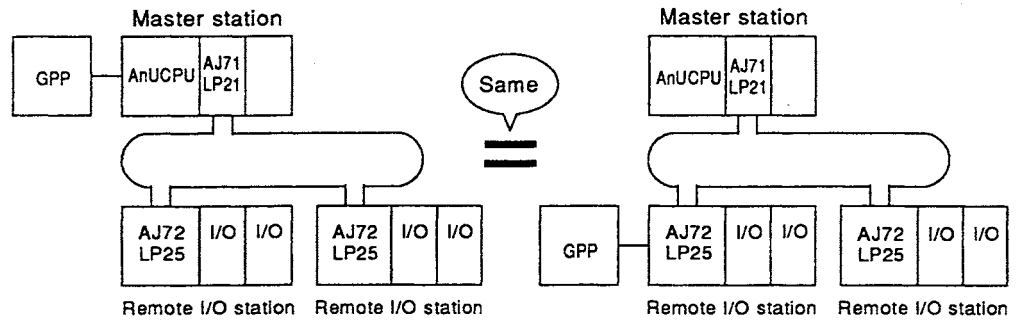 Master station
GPP
AnUCPU
AJ71
LP21
AJ72
LP25
I/O
I/O
AJ72
LP25
I/O
I/O
Remote I/O station
Remote I/O station
Same
Master station
AnUCPU
AJ71
LP21
GPP
AJ72
LP25
I/O
I/O
AJ72
LP25
I/O
I/O
Remote I/O station
Remote I/O station